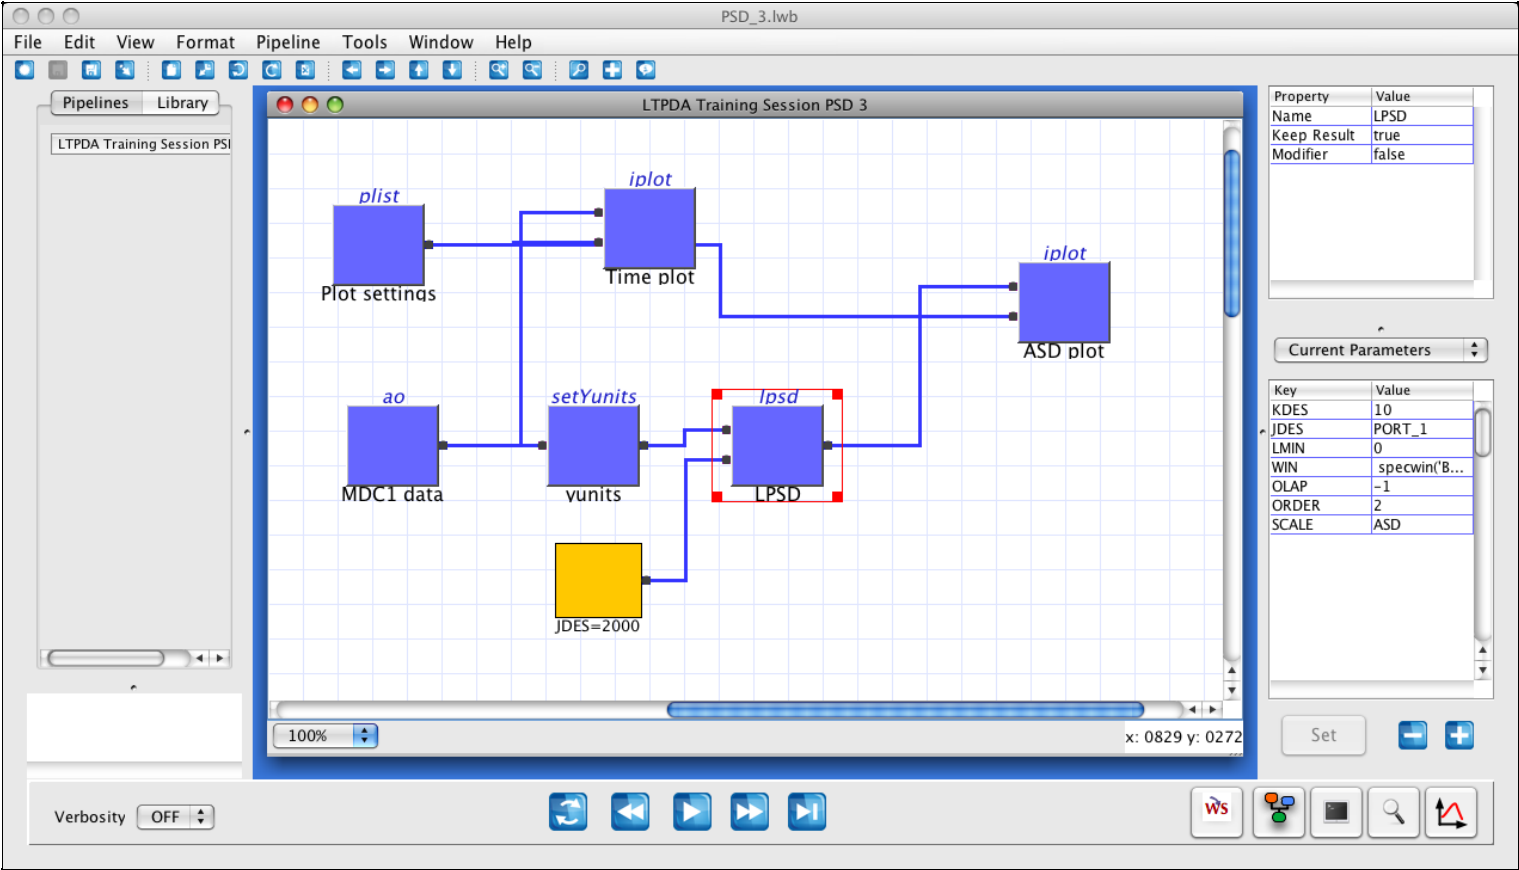 PSD_3.lwb
File Edit View Format Pipeline Tools Window Help
Pipelines Library
LTPDA Training Session PSI
LTPDA Training Session PSD 3
plist
Plot settings
iplot
Time plot
iplot
ASD plot
ao
MDC1 data
setYunits
yunits
lpsd
LPSD
JDES=2000
100%
x: 0829 y: 0272
Property Value
Name LPSD
Keep Result true
Modifier false
Current Parameters
Key Value
KDES 10
JDES PORT_1
LMIN 0
WIN specwin('B...
OLAP -1
ORDER 2
SCALE ASD
Set
Verbosity OFF
WS